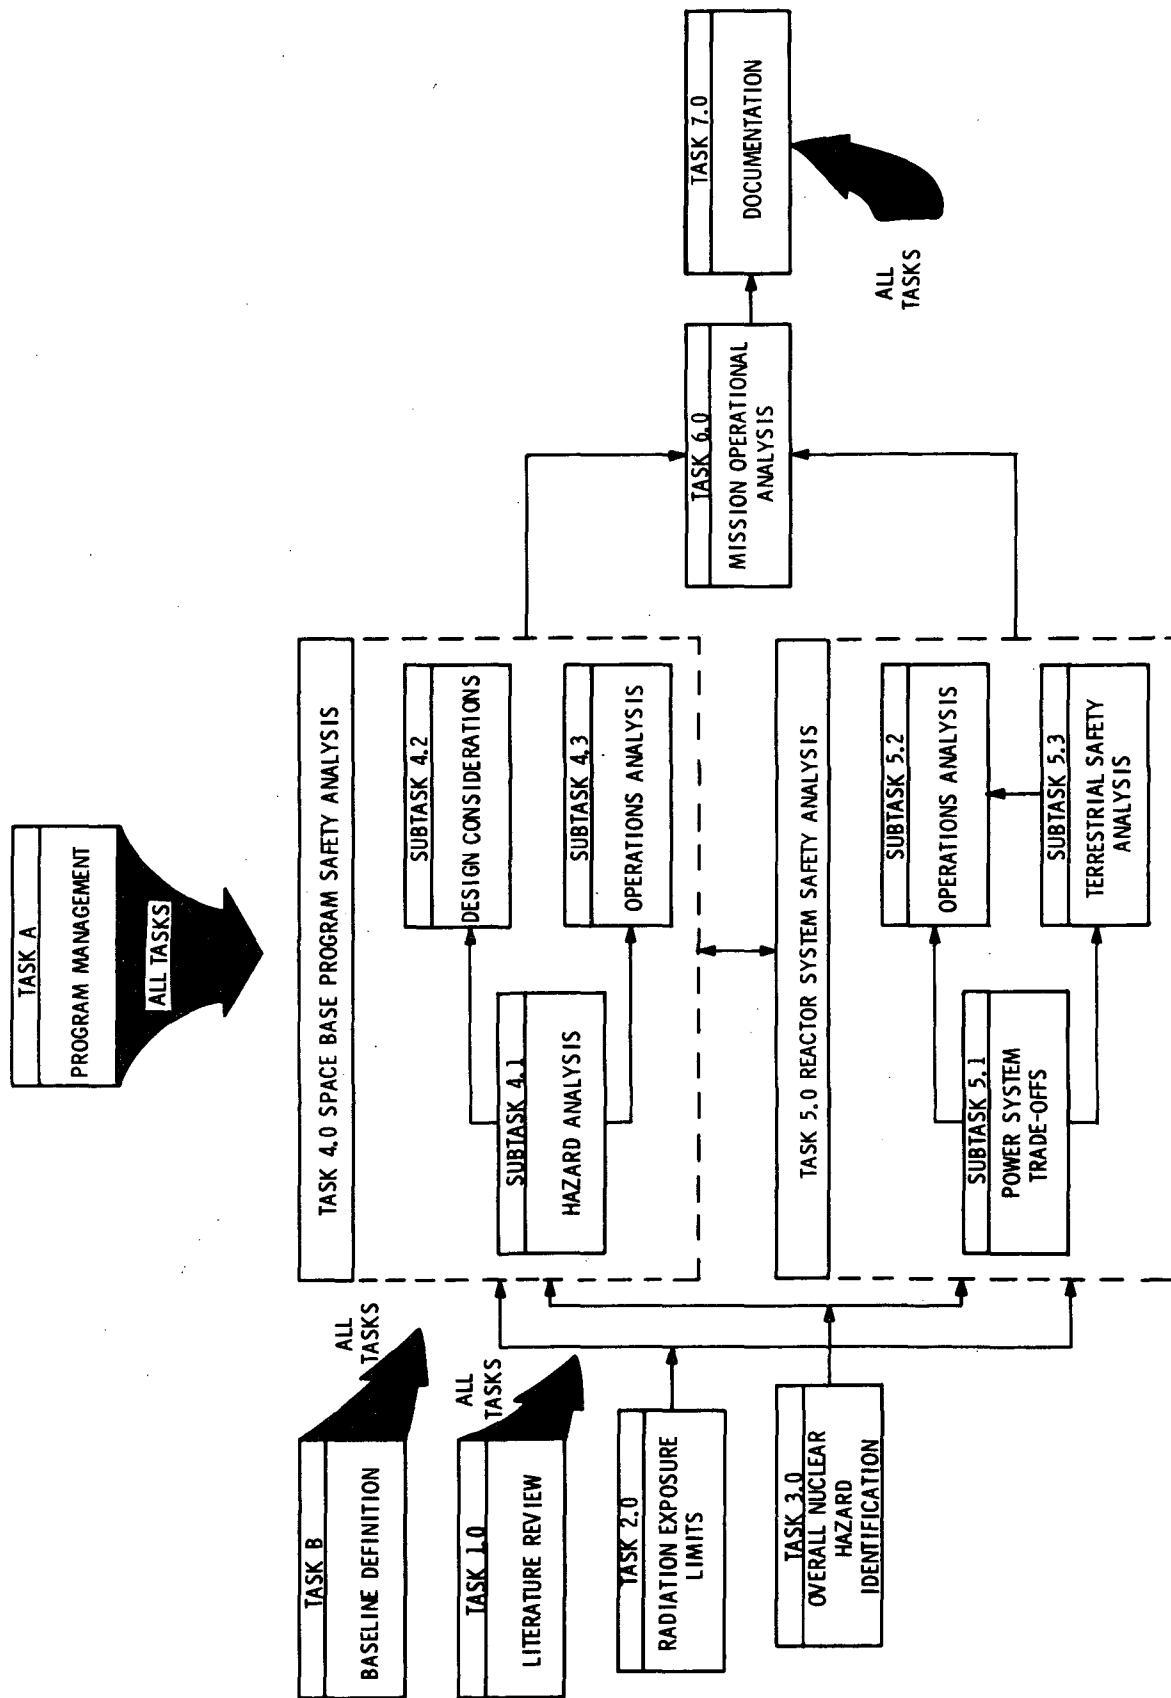 TASK A
PROGRAM MANAGEMENT
ALL TASKS
TASK B
BASELINE DEFINITION
ALL
TASKS
TASK 1.0
LITERATURE REVIEW
ALL
TASKS
TASK 2.0
RADIATION EXPOSURE
LIMITS
TASK 3.0
OVERALL NUCLEAR
HAZARD
IDENTIFICATION
TASK 4.0 SPACE BASE PROGRAM SAFETY ANALYSIS
SUBTASK 4.1
HAZARD ANALYSIS
SUBTASK 4.2
DESIGN CONSIDERATIONS
SUBTASK 4.3
OPERATIONS ANALYSIS
TASK 5.0 REACTOR SYSTEM SAFETY ANALYSIS
SUBTASK 5.1
POWER SYSTEM
TRADE-OFFS
SUBTASK 5.2
OPERATIONS ANALYSIS
SUBTASK 5.3
TERRESTRIAL SAFETY
ANALYSIS
TASK 6.0
MISSION OPERATIONAL
ANALYSIS
TASK 7.0
DOCUMENTATION
ALL
TASKS